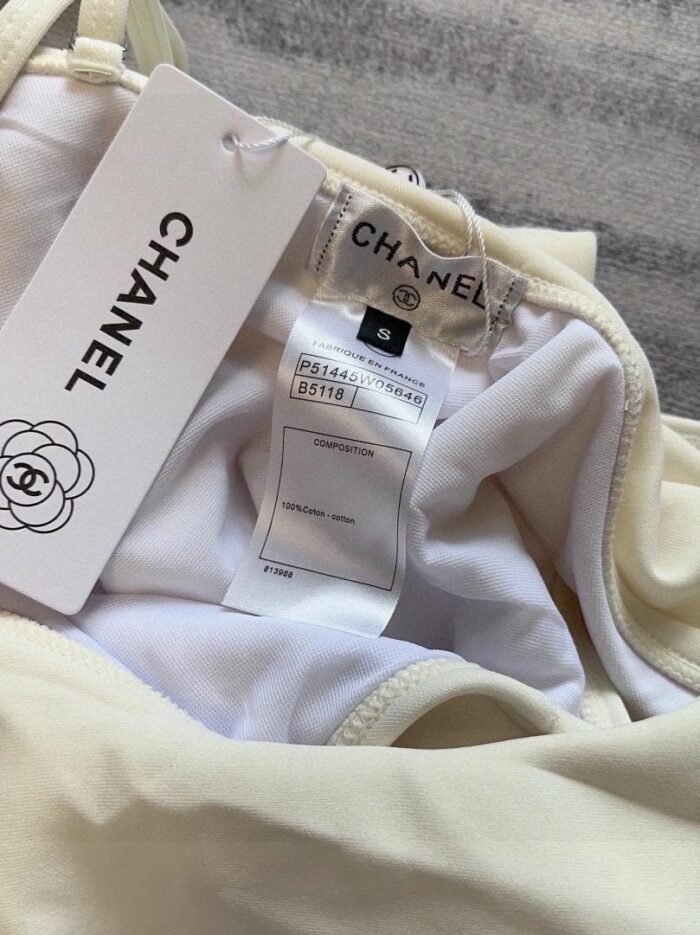 CHANEL
CHANEL
S
FABRIQUE EN FRANCE
P51445W05646
B5118
COMPOSITION
100%Coton - cotton
813988